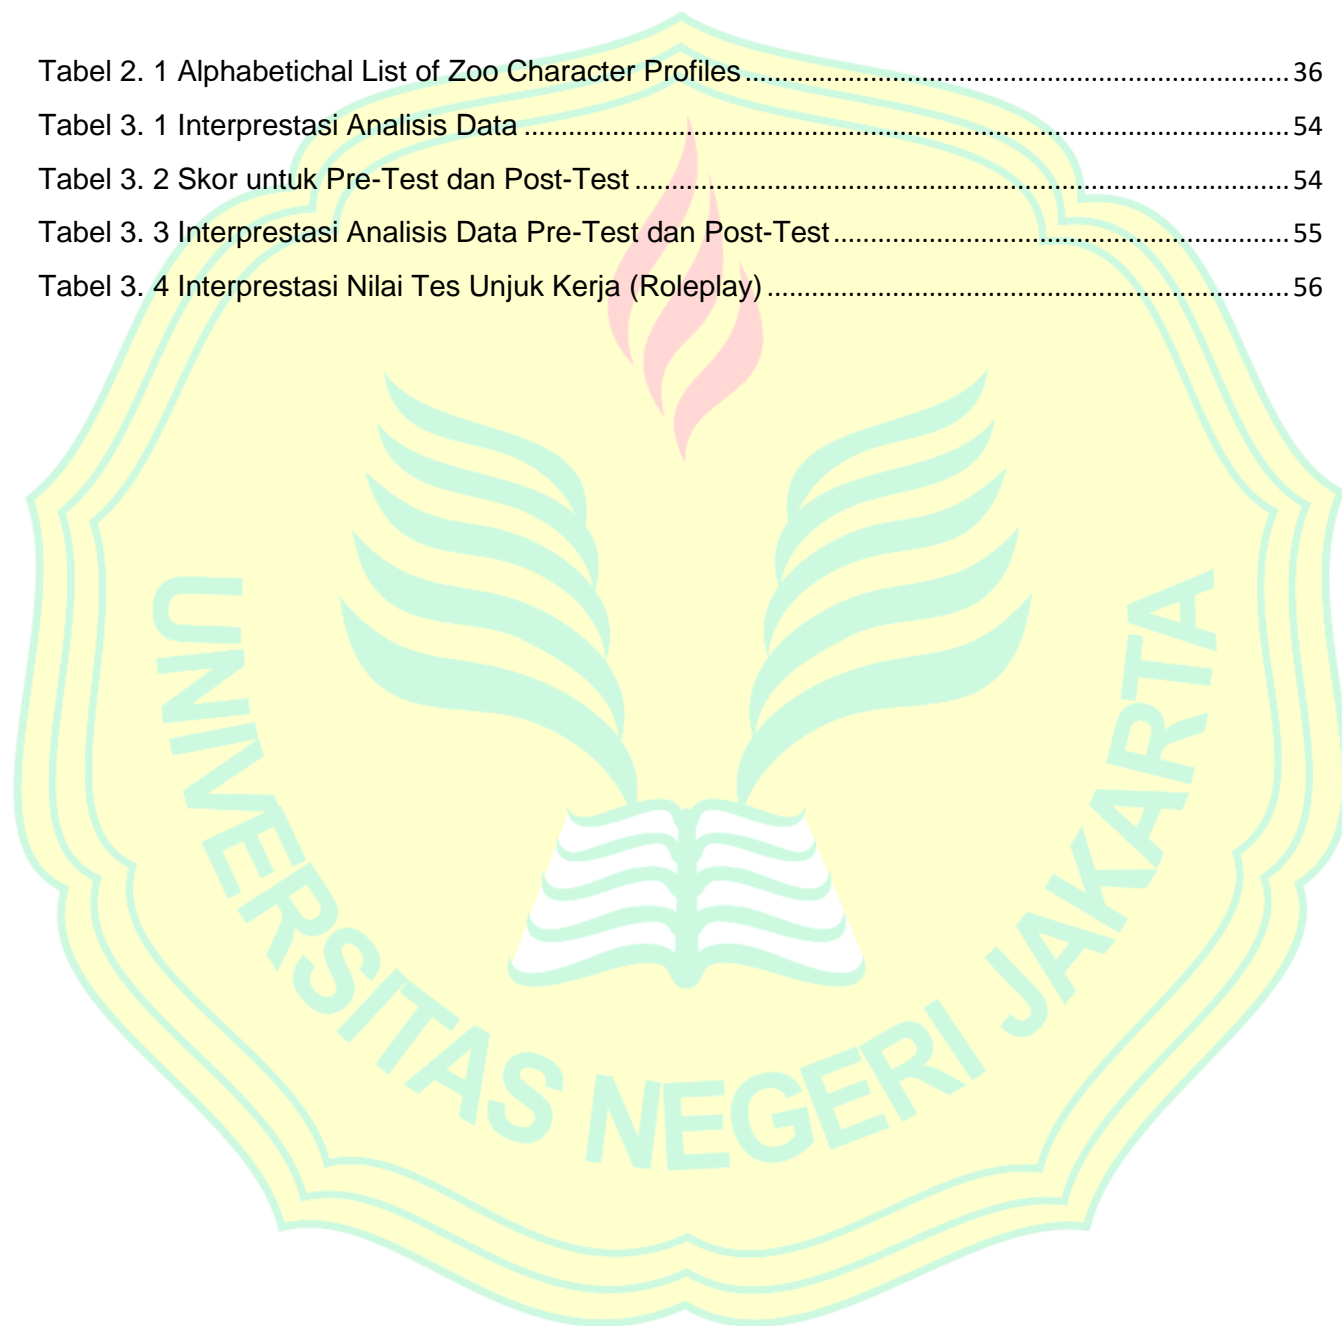 Tabel 2. 1 Alphabetichal List of Zoo Character Profiles ........................................................................... 36
Tabel 3. 1 Interprestasi Analisis Data ......................................................................................................... 54
Tabel 3. 2 Skor untuk Pre-Test dan Post-Test .......................................................................................... 54
Tabel 3. 3 Interprestasi Analisis Data Pre-Test dan Post-Test ............................................................... 55
Tabel 3. 4 Interprestasi Nilai Tes Unjuk Kerja (Roleplay) ........................................................................ 56
UNIVERSITAS NEGERI JAKARTA